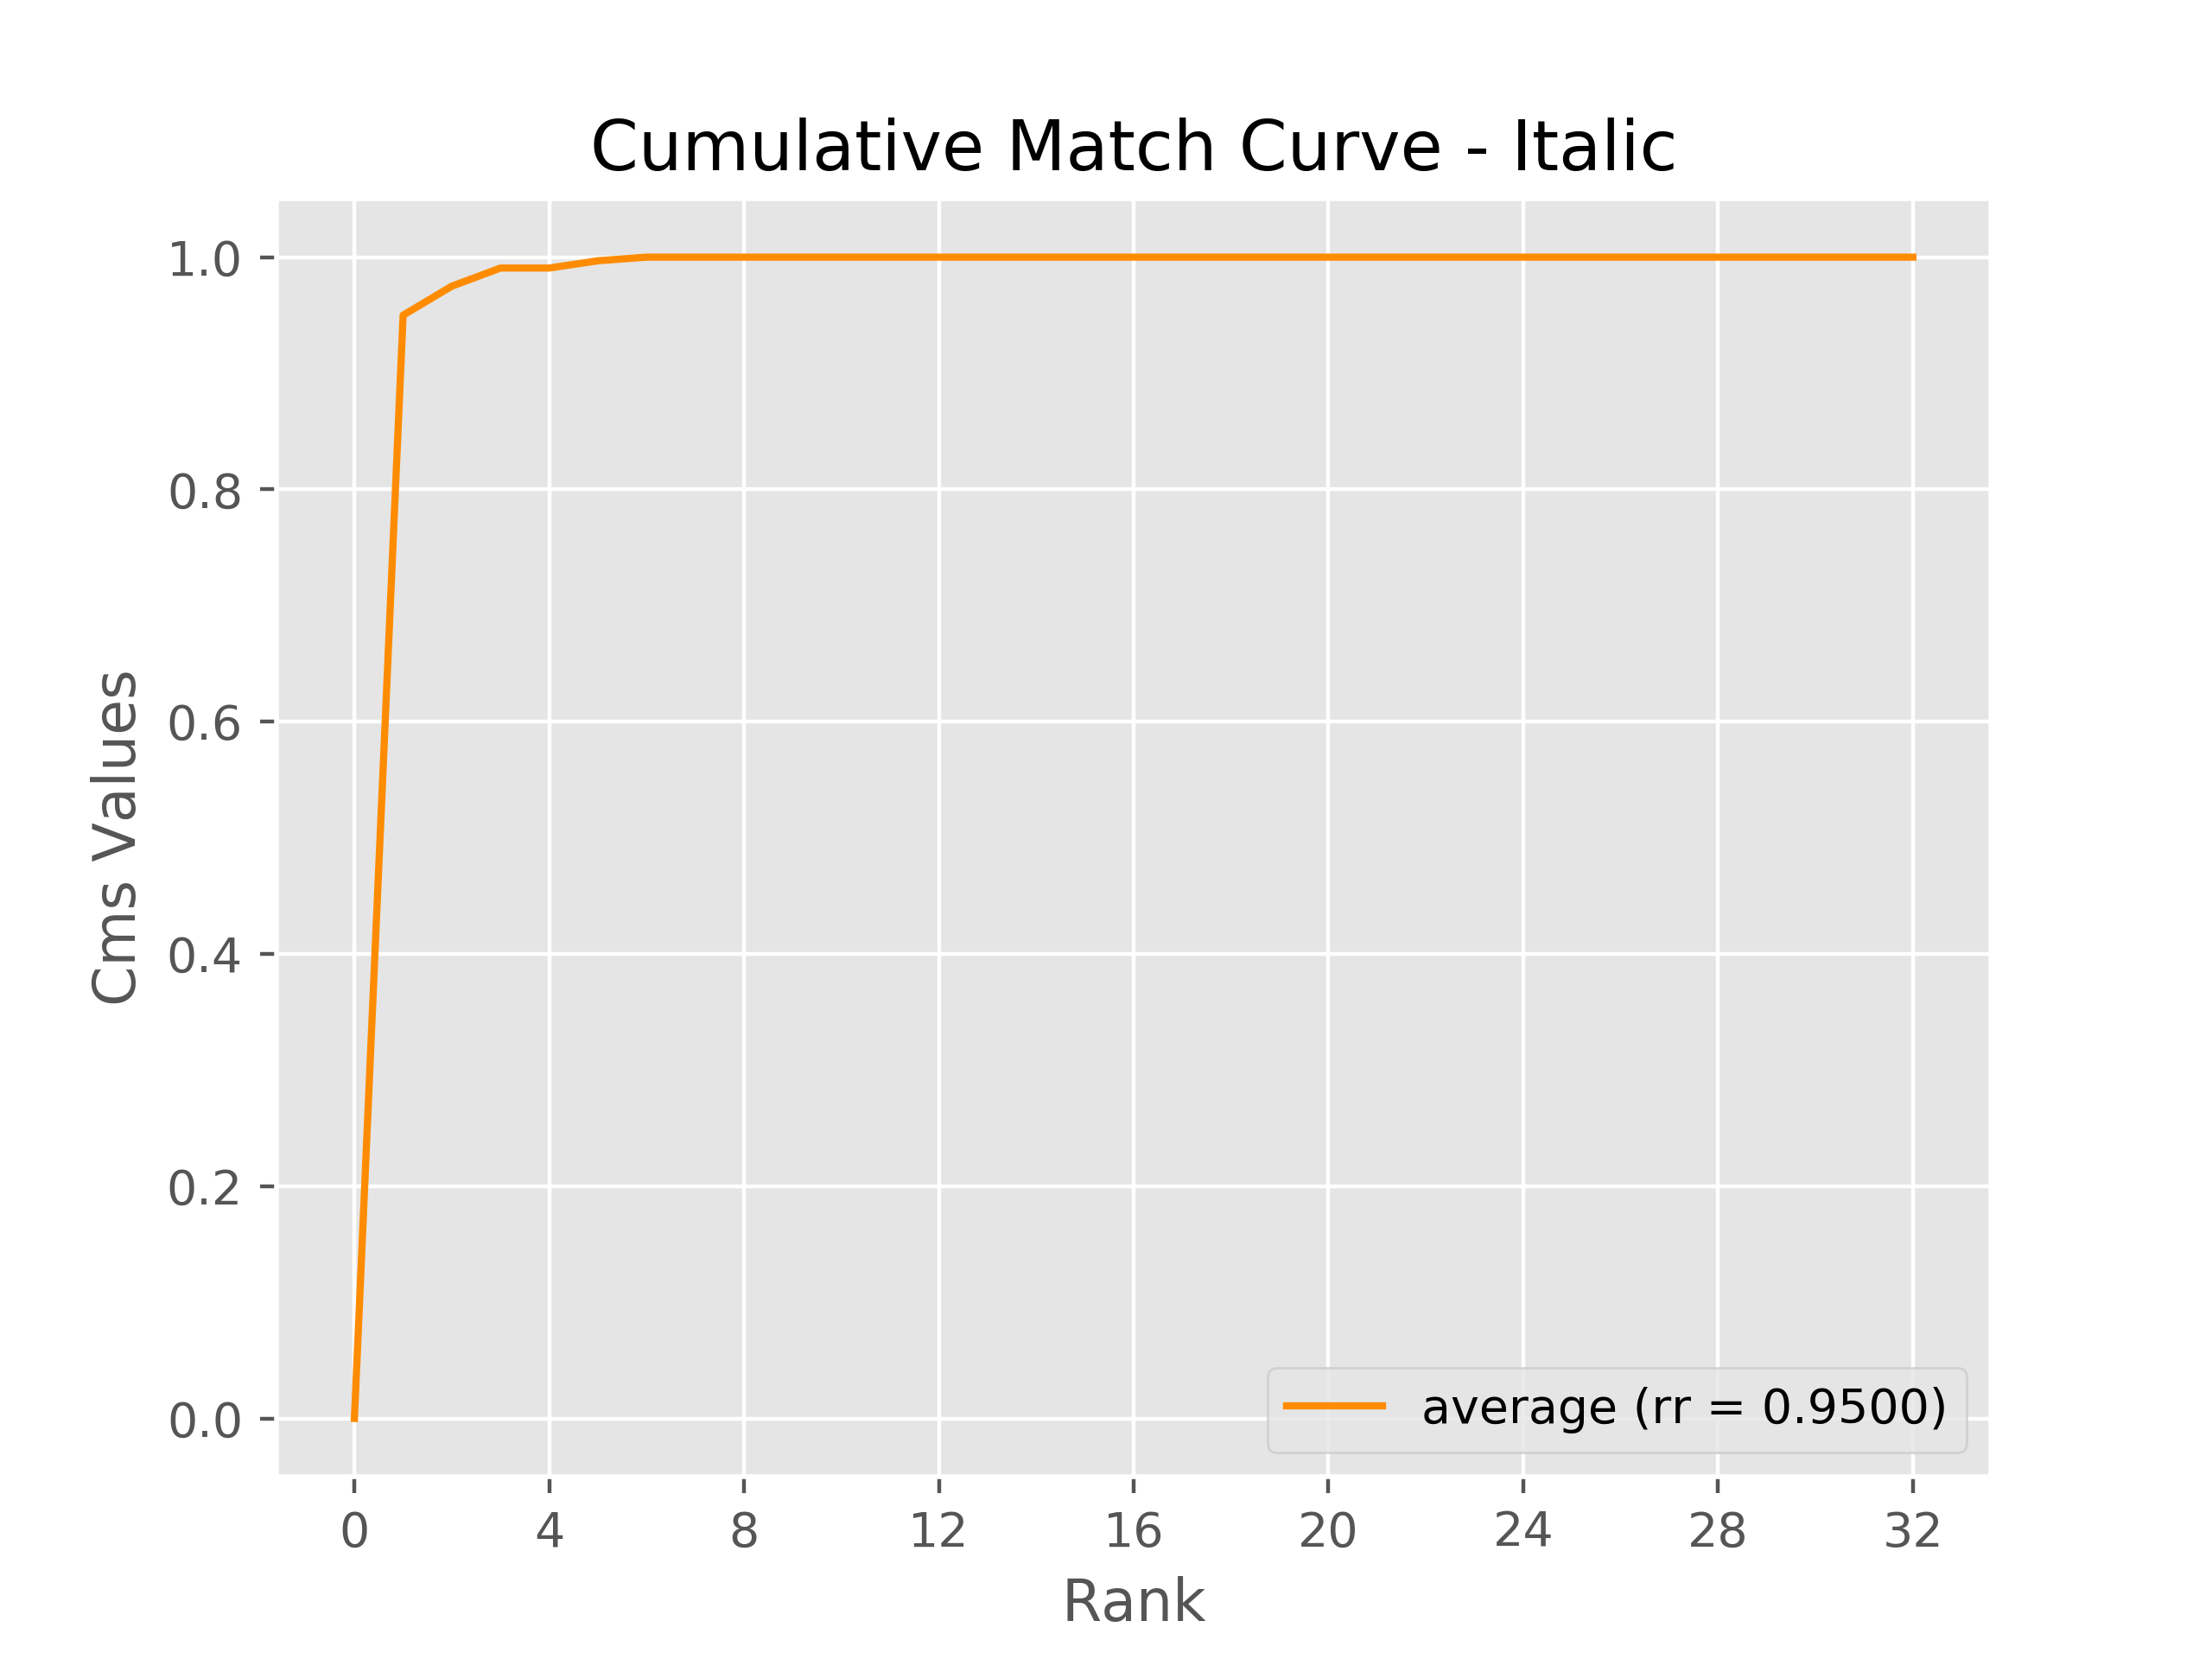 Cumulative Match Curve - Italic
1.0
0.8
0.6
0.4
0.2
0.0
Cms Values
average (rr = 0.9500)
0 4 8 12 16 20 24 28 32
Rank